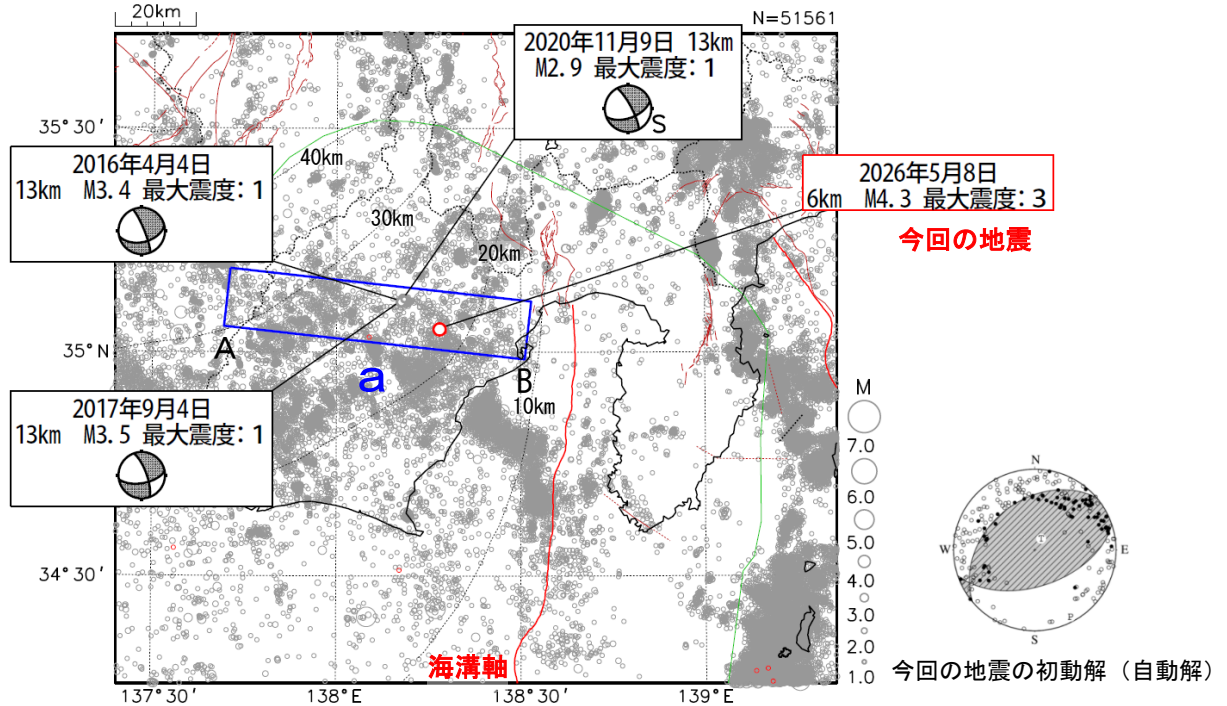 20km
N=51561
2020年11月9日 13km
M2.9 最大震度：1
S
35°30′
40km
2016年4月4日
13km M3.4 最大震度：1
30km
2026年5月8日
6km M4.3 最大震度：3
今回の地震
20km
35°N
A
a
B
10km
2017年9月4日
13km M3.5 最大震度：1
M
7.0
6.0
5.0
4.0
3.0
2.0
1.0
34°30′
N
W
T
E
P
S
海溝軸
今回の地震の初動解（自動解）
137°30′
138°E
138°30′
139°E